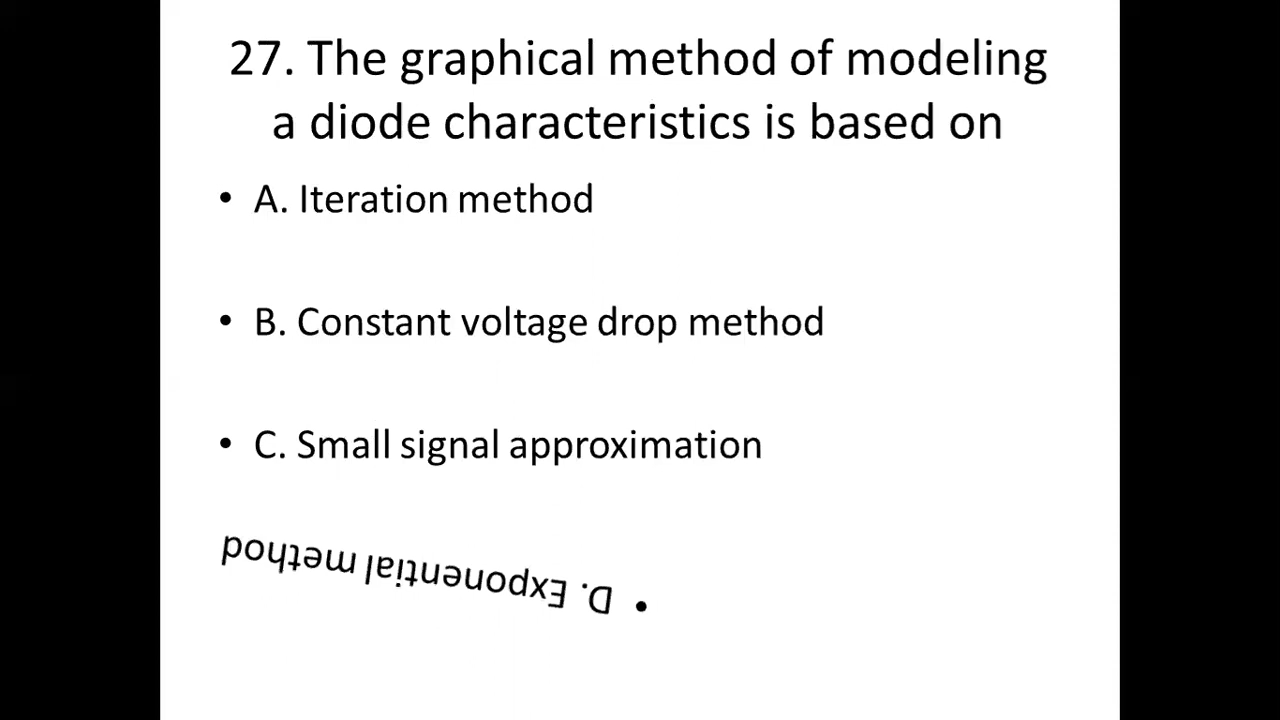 27. The graphical method of modeling
a diode characteristics is based on
• A. Iteration method
• B. Constant voltage drop method
• C. Small signal approximation
• D. Exponential method